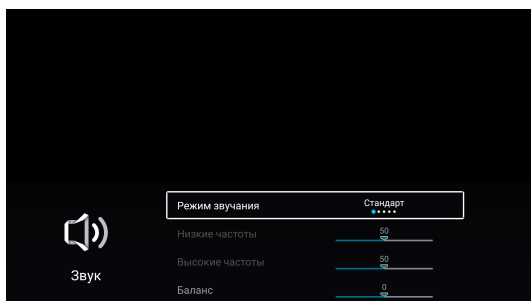 Режим звучания
Стандарт
Низкие частоты
50
Высокие частоты
50
Баланс
0
Звук